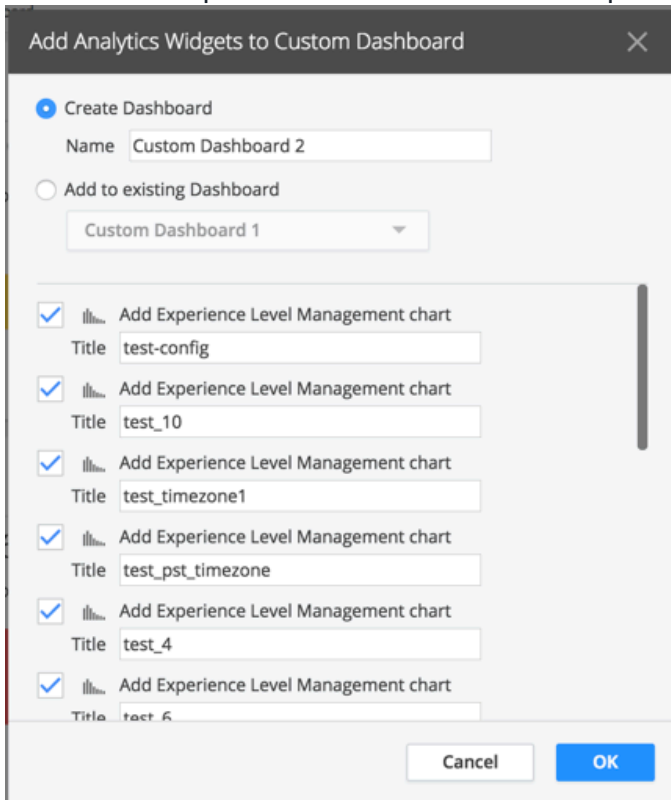 Add Analytics Widgets to Custom Dashboard
Create Dashboard
Name Custom Dashboard 2
Add to existing Dashboard
Custom Dashboard 1
Add Experience Level Management chart
Title test-config
Add Experience Level Management chart
Title test_10
Add Experience Level Management chart
Title test_timezone1
Add Experience Level Management chart
Title test_pst_timezone
Add Experience Level Management chart
Title test_4
Add Experience Level Management chart
Title test_6
Cancel OK